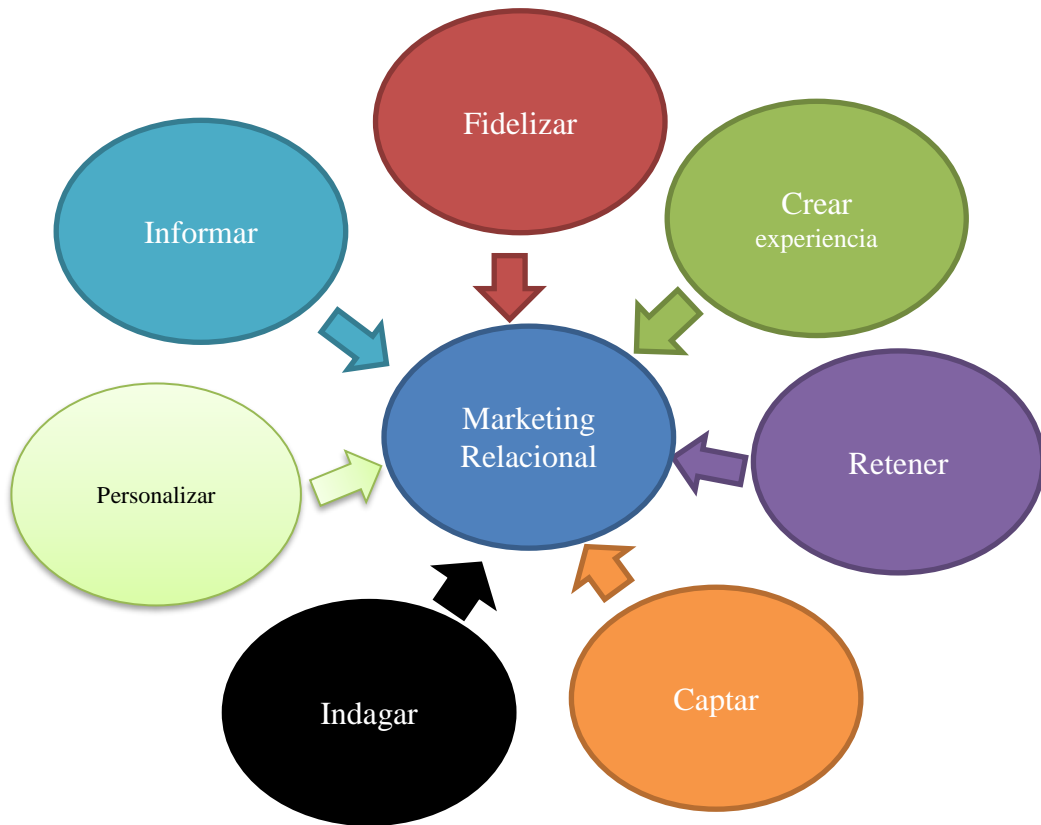 Fidelizar
Crear
experiencia
Informar
Marketing
Relacional
Retener
Personalizar
Captar
Indagar